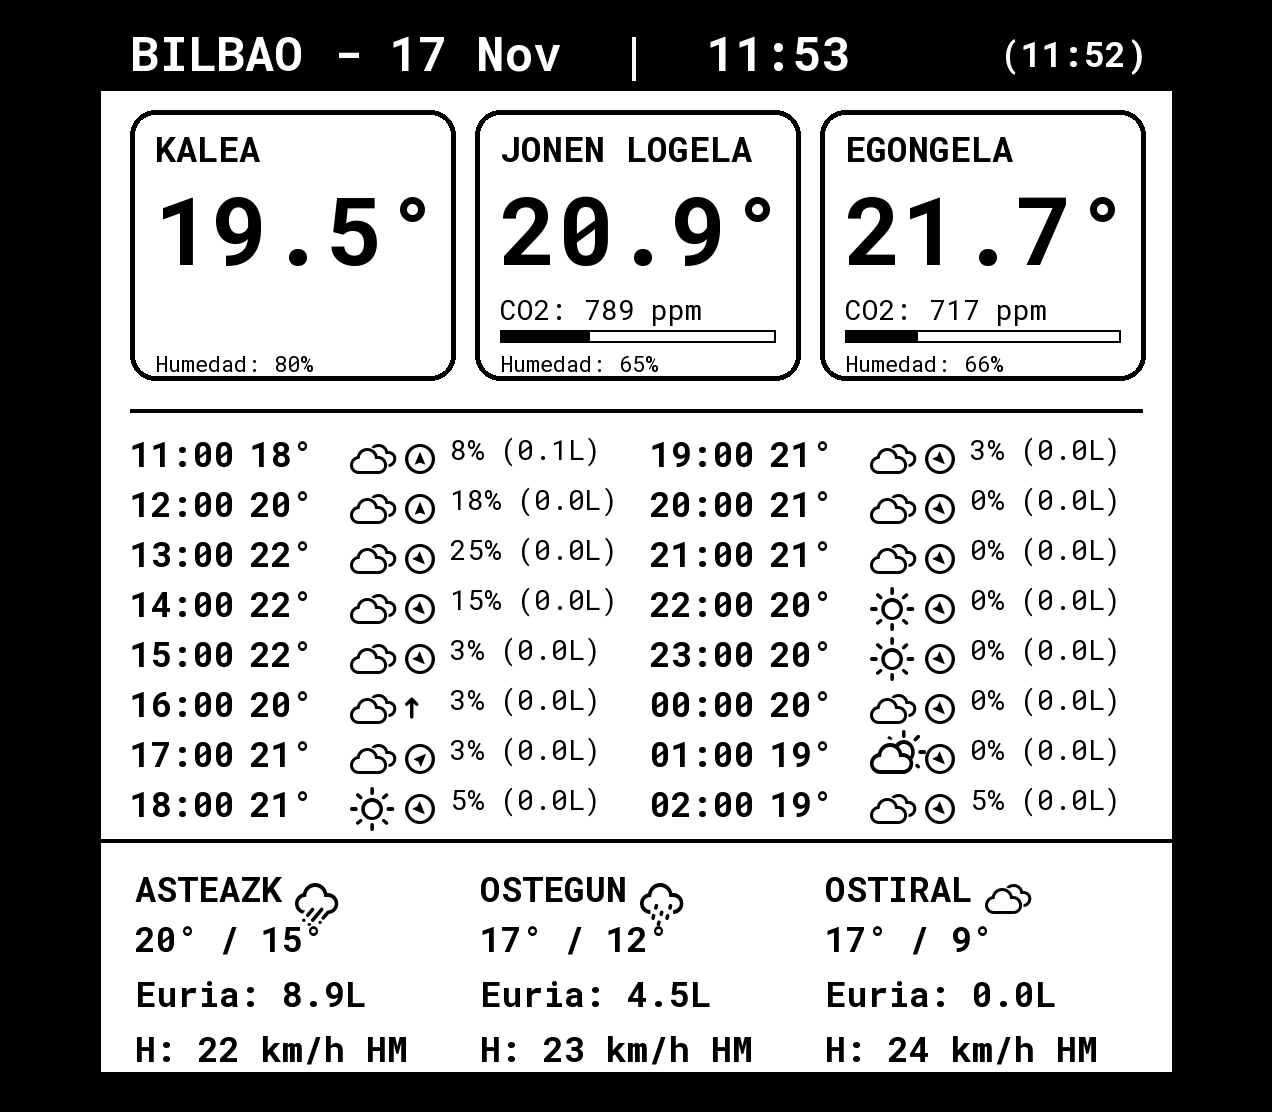 BILBAO - 17 Nov | 11:53 (11:52)
KALEA
19.5°
Humedad: 80%
JONEN LOGELA
20.9°
CO2: 789 ppm
Humedad: 65%
EGONGELA
21.7°
CO2: 717 ppm
Humedad: 66%
11:00 18° 8% (0.1L)
12:00 20° 18% (0.0L)
13:00 22° 25% (0.0L)
14:00 22° 15% (0.0L)
15:00 22° 3% (0.0L)
16:00 20° 3% (0.0L)
17:00 21° 3% (0.0L)
18:00 21° 5% (0.0L)
19:00 21° 3% (0.0L)
20:00 21° 0% (0.0L)
21:00 21° 0% (0.0L)
22:00 20° 0% (0.0L)
23:00 20° 0% (0.0L)
00:00 20° 0% (0.0L)
01:00 19° 0% (0.0L)
02:00 19° 5% (0.0L)
ASTEAZK
20° / 15°
Euria: 8.9L
H: 22 km/h HM
OSTEGUN
17° / 12°
Euria: 4.5L
H: 23 km/h HM
OSTIRAL
17° / 9°
Euria: 0.0L
H: 24 km/h HM